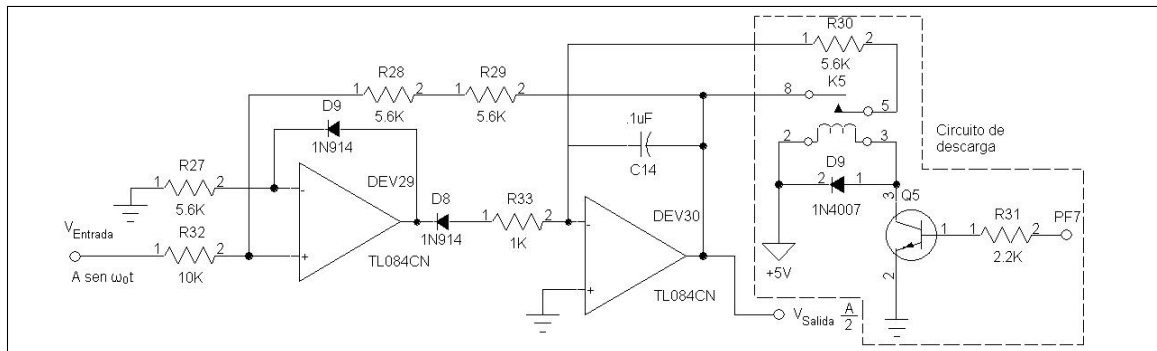 R30
1 2
5.6K
K5
8
5
R28
1 2
5.6K
R29
1 2
5.6K
D9
1N914
.1uF
C14
2 3
Circuito de
descarga
R27
1 2
5.6K
-
+
DEV29
TL084CN
D8
1N914
R33
1 2
1K
-
+
DEV30
TL084CN
D9
2 1
1N4007
+5V
3
Q5
1
2
R31
1 2
2.2K
PF7
VEntrada
R32
1 2
10K
A sen ω0t
VSalida A/2